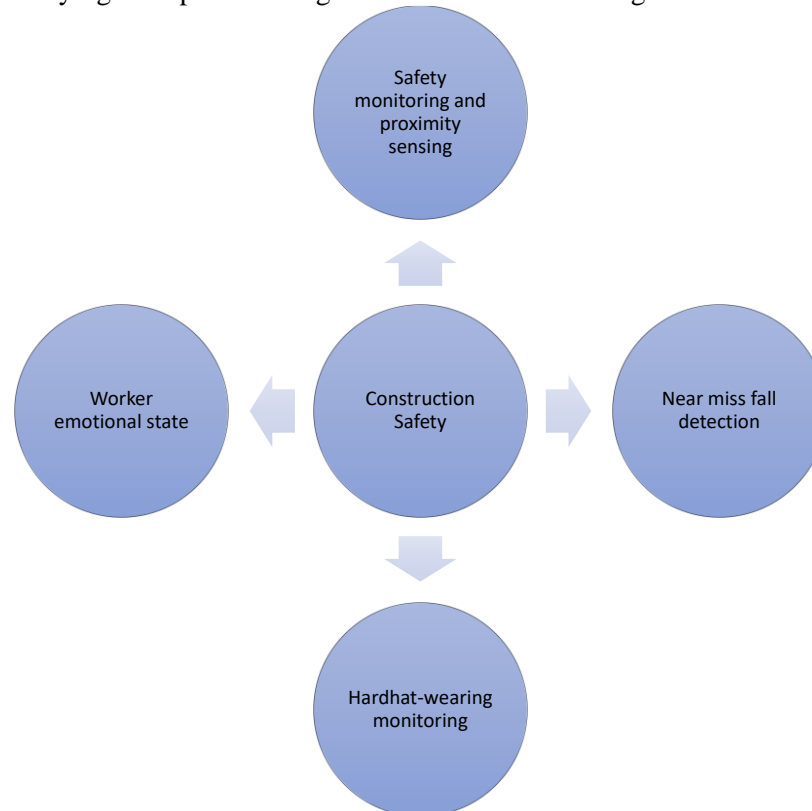 Safety
monitoring and
proximity
sensing
Worker
emotional state
Construction
Safety
Near miss fall
detection
Hardhat-wearing
monitoring